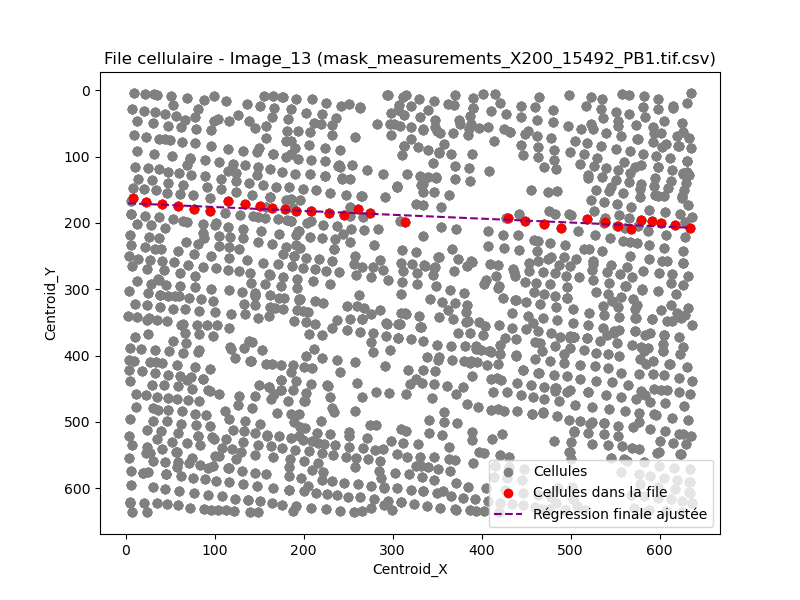 File cellulaire - Image_13 (mask_measurements_X200_15492_PB1.tif.csv)
0
100
200
300
400
500
600
Centroid_Y
0 100 200 300 400 500 600
Centroid_X
Cellules
Cellules dans la file
Régression finale ajustée